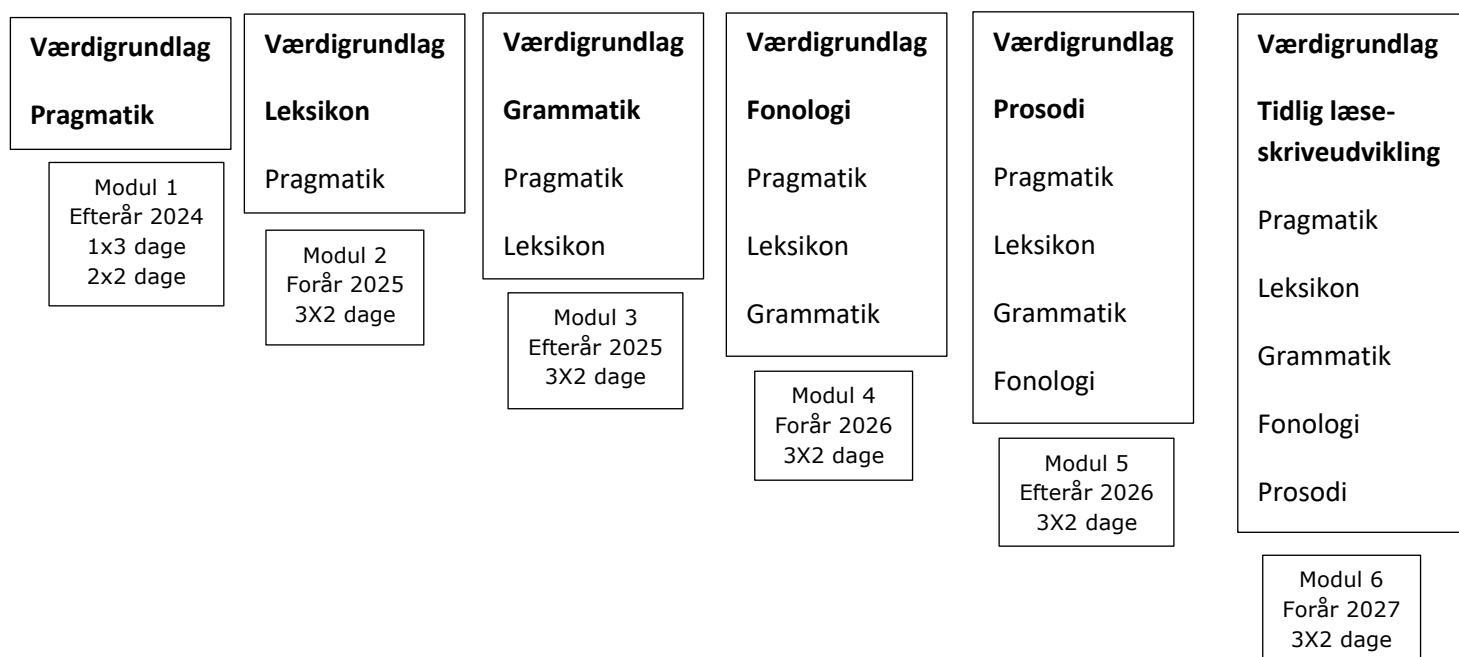 Værdigrundlag
Pragmatik
Modul 1
Efterår 2024
1x3 dage
2x2 dage
Værdigrundlag
Leksikon
Pragmatik
Modul 2
Forår 2025
3X2 dage
Værdigrundlag
Grammatik
Pragmatik
Leksikon
Modul 3
Efterår 2025
3X2 dage
Værdigrundlag
Fonologi
Pragmatik
Leksikon
Grammatik
Modul 4
Forår 2026
3X2 dage
Værdigrundlag
Prosodi
Pragmatik
Leksikon
Grammatik
Fonologi
Modul 5
Efterår 2026
3X2 dage
Værdigrundlag
Tidlig læse-
skriveudvikling
Pragmatik
Leksikon
Grammatik
Fonologi
Prosodi
Modul 6
Forår 2027
3X2 dage